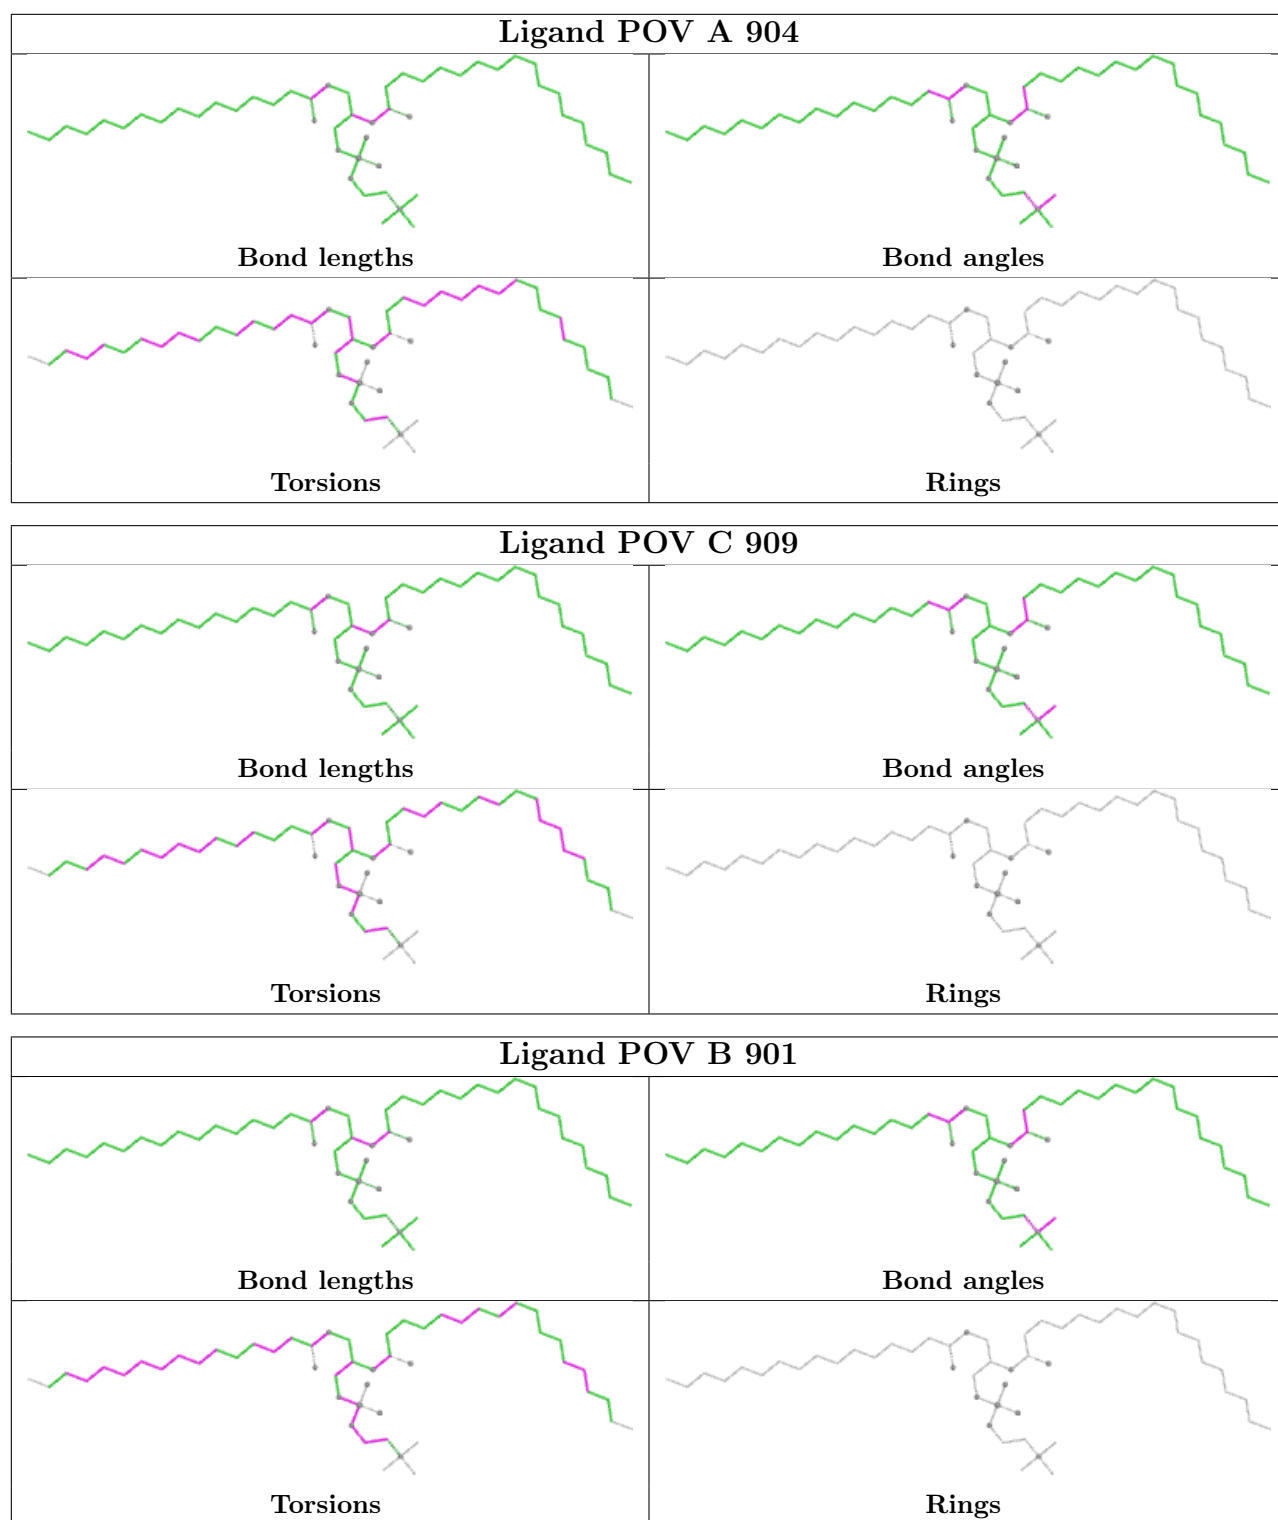 Ligand POV A 904
Bond lengths
Bond angles
Torsions
Rings
Ligand POV C 909
Bond lengths
Bond angles
Torsions
Rings
Ligand POV B 901
Bond lengths
Bond angles
Torsions
Rings